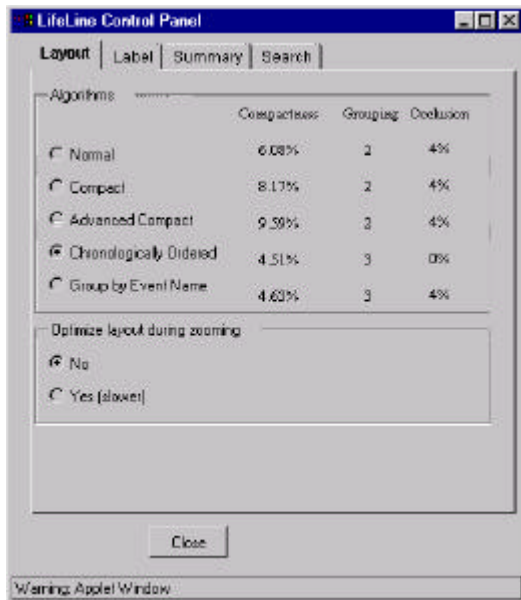 LifeLine Control Panel
Layout Label Summary Search
Algorithms
Compactness Grouping Occlusion
Normal 6.08% 2 4%
Compact 8.17% 2 4%
Advanced Compact 9.59% 2 4%
Chronologically Ordered 4.51% 3 0%
Group by Event Name 4.63% 3 4%
Optimize layout during zooming
No
Yes (slower)
Close
Warning: Applet Window